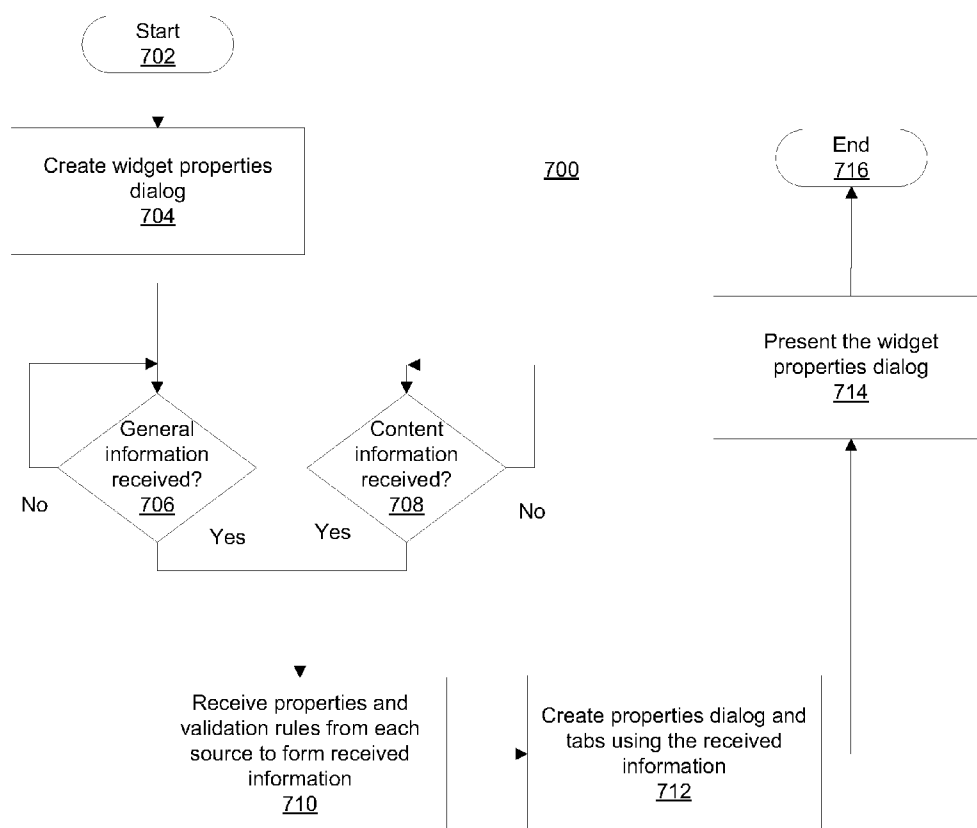 Start
702
Create widget properties
dialog
704
700
End
716
Present the widget
properties dialog
714
General
information
received?
706
No
Yes
Content
information
received?
708
Yes
No
Receive properties and
validation rules from each
source to form received
information
710
Create properties dialog and
tabs using the received
information
712